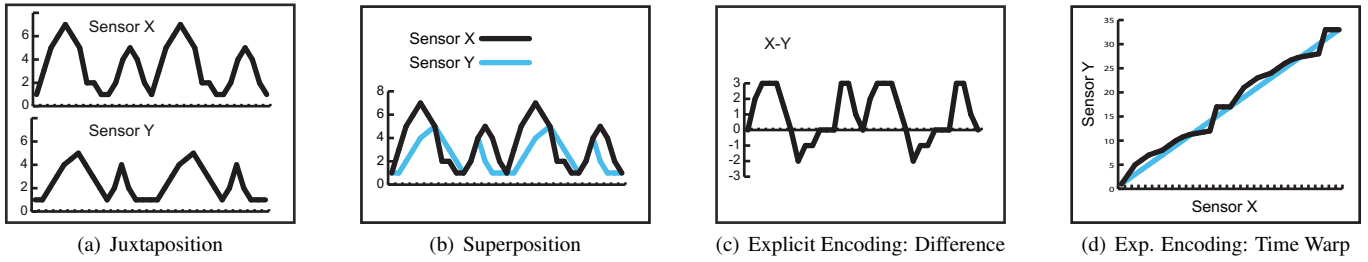 Sensor X
6
4
2
0
Sensor Y
6
4
2
0
(a) Juxtaposition
Sensor X
Sensor Y
8
6
4
2
0
(b) Superposition
X-Y
3
2
1
0
-1
-2
-3
(c) Explicit Encoding: Difference
35
30
25
20
15
10
5
0
Sensor Y
Sensor X
(d) Exp. Encoding: Time Warp